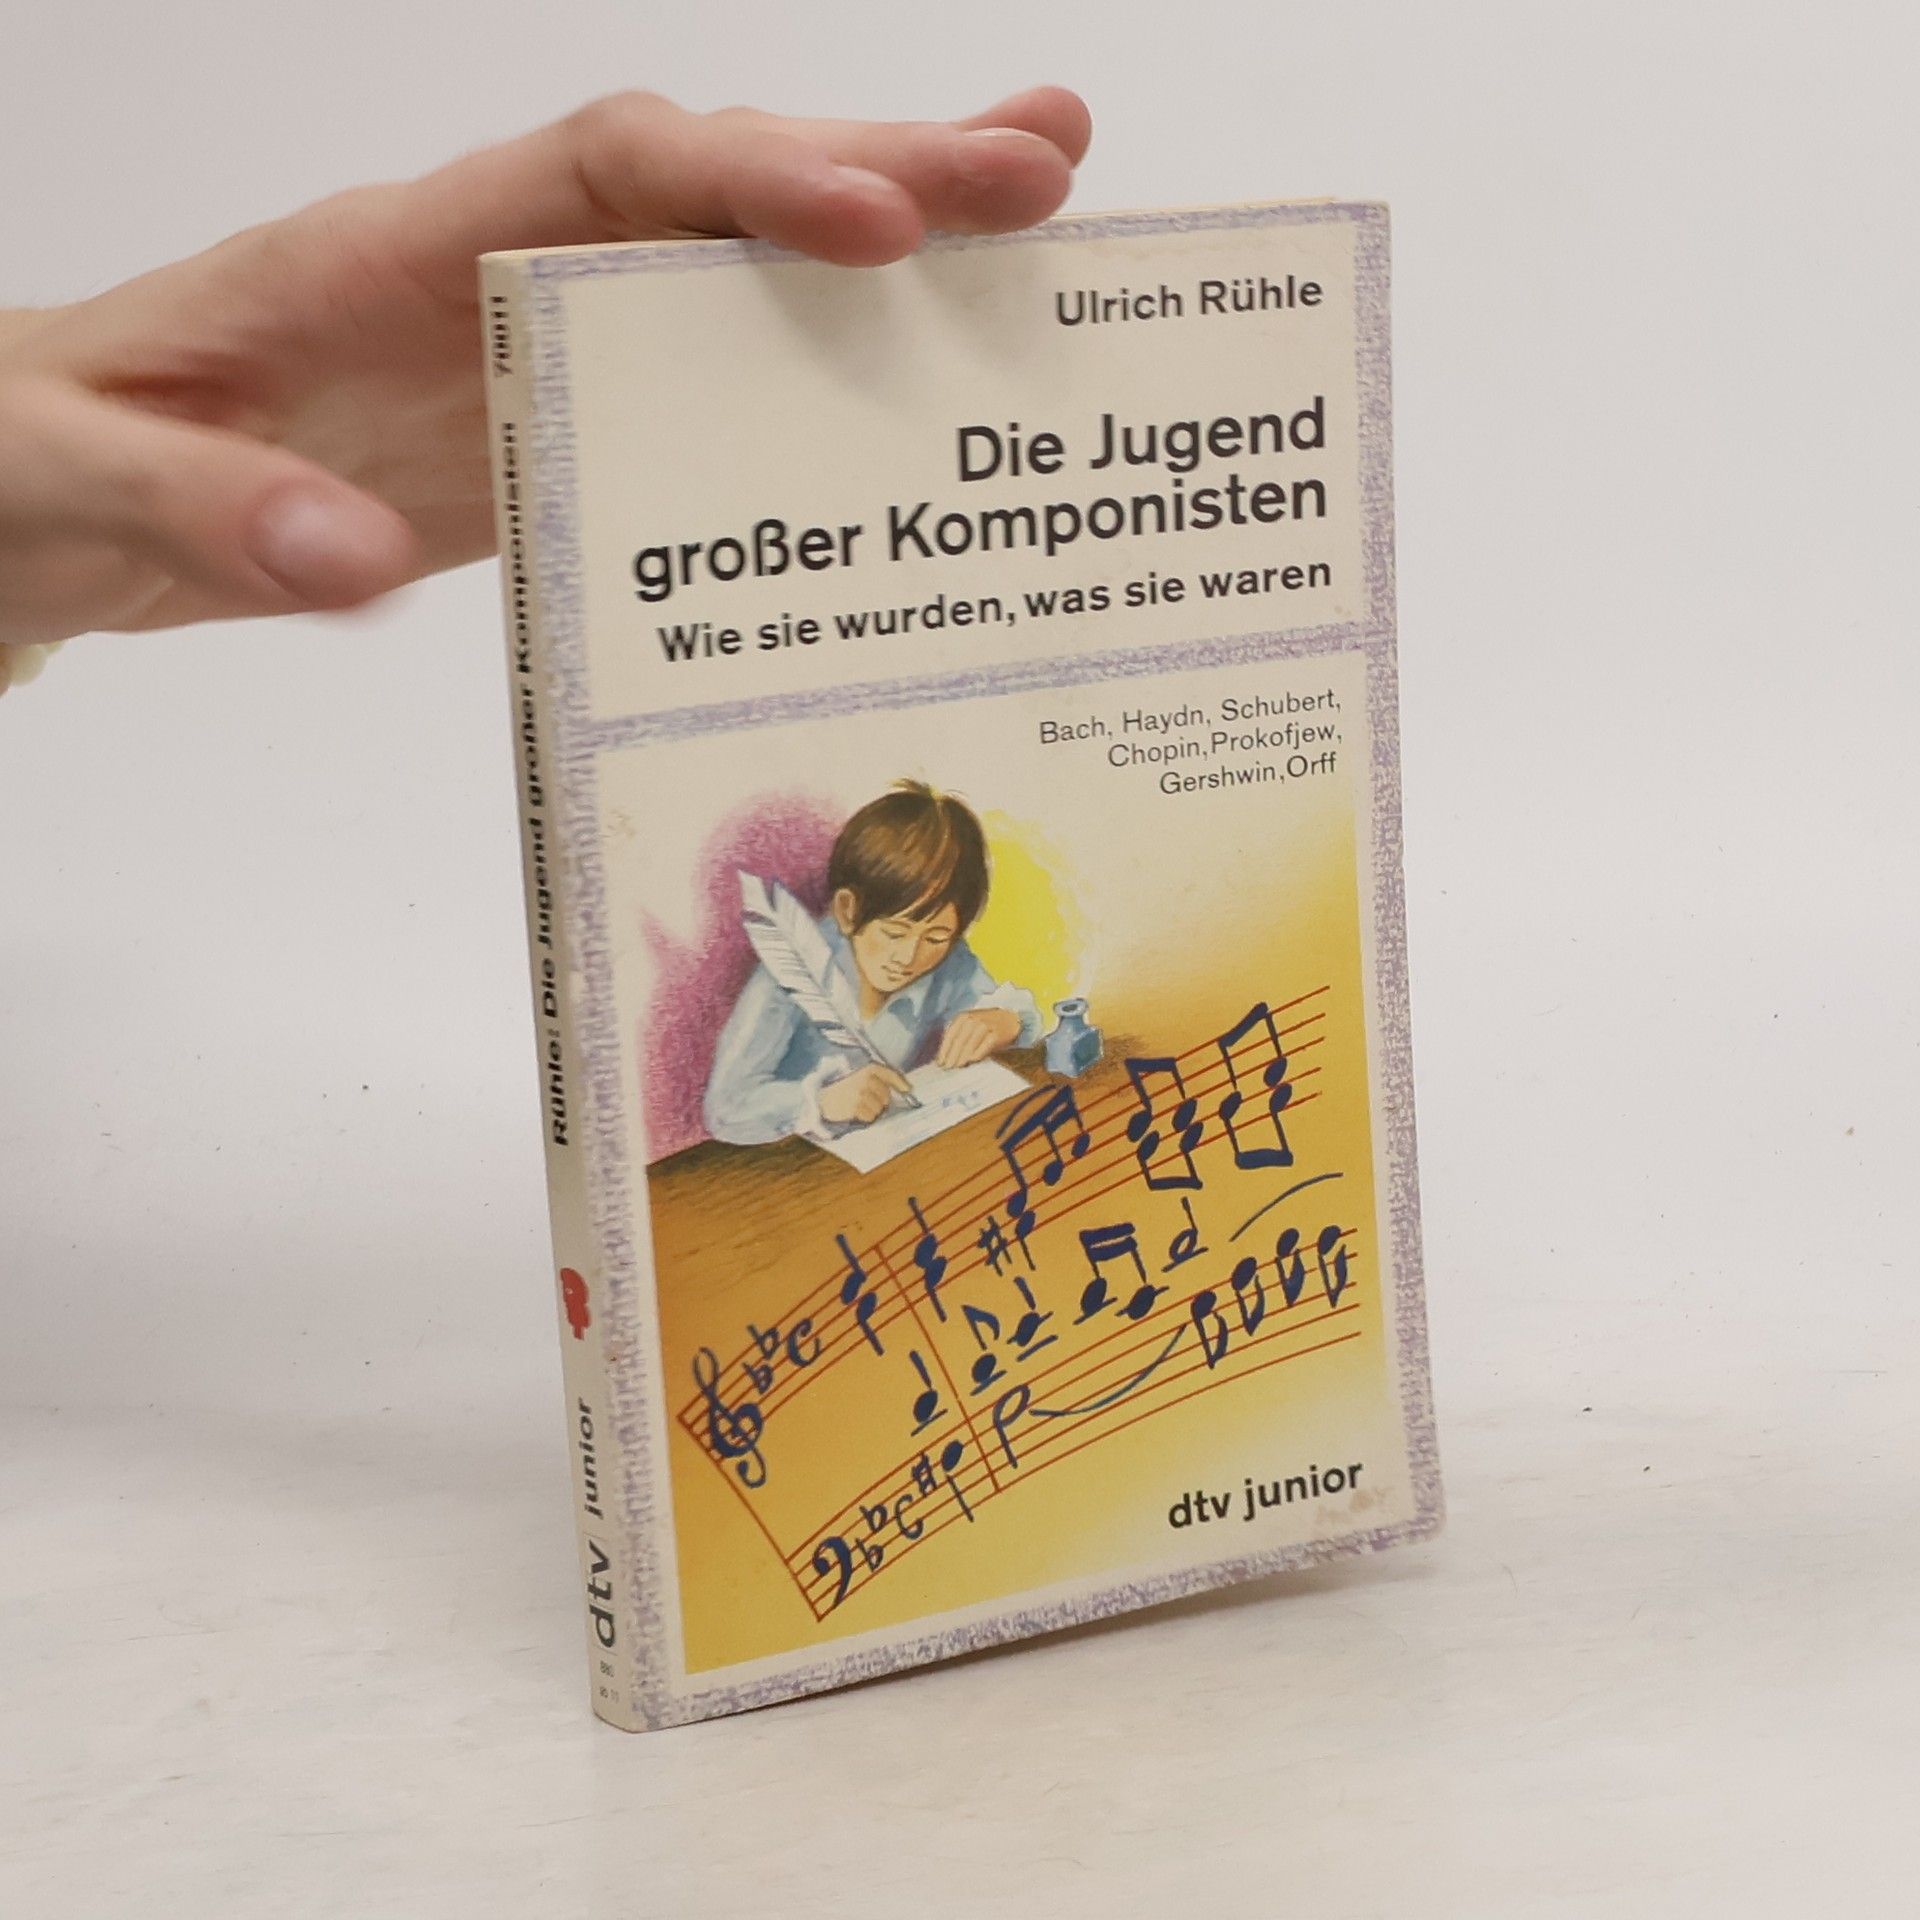 Ulrich Rühle
Die Jugend
großer Komponisten
Wie sie wurden, was sie waren
Bach, Haydn, Schubert,
Chopin, Prokofjew,
Gershwin, Orff
dtv junior
Rühle: Die Jugend großer Komponisten 70011
dtv junior